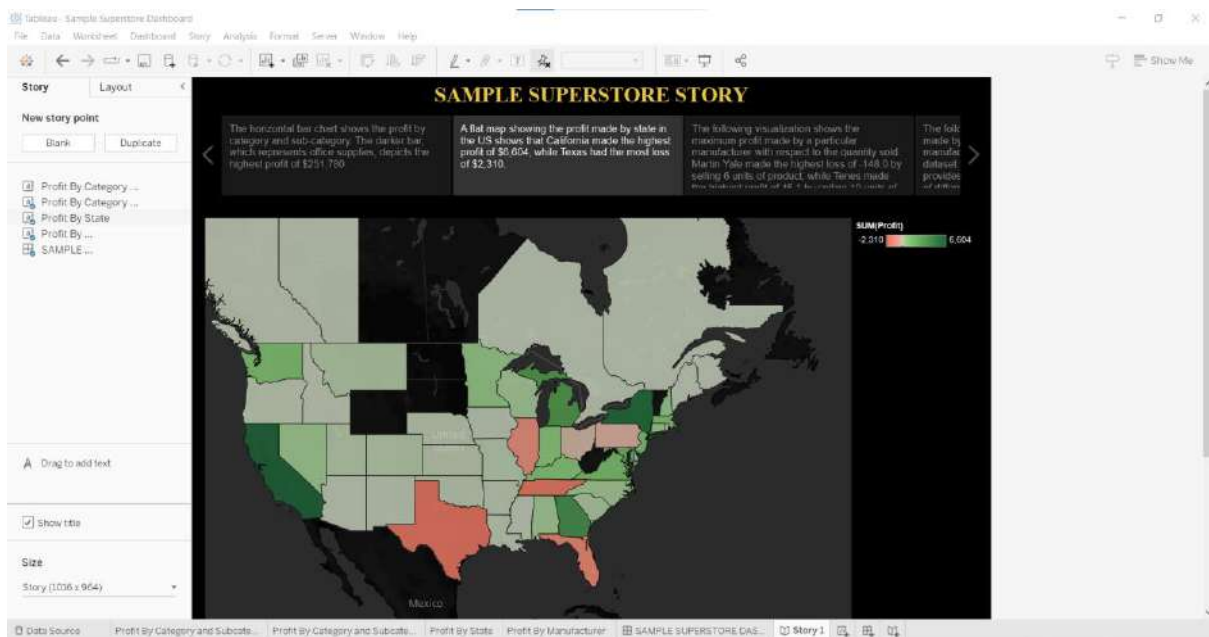 Tableau - Sample Superstore Dashboard
File Data Worksheet Dashboard Story Analysis Format Server Window Help
Show Me
Story Layout
New story point
Blank Duplicate
Profit By Category ...
Profit By Category ...
Profit By State
Profit By ...
SAMPLE ...
Drag to add text
Show title
Size
Story (1016 x 964)
SAMPLE SUPERSTORE STORY
The horizontal bar chart shows the profit by
category and sub-category. The darker bar,
which represents office supplies, depicts the
highest profit of $251,780
A flat map showing the profit made by state in
the US shows that California made the highest
profit of $6,604, while Texas had the most loss
of $2,310.
The following visualization shows the
maximum profit made by a particular
manufacturer with respect to the quantity sold.
Martin Yale made the highest loss of -148.0 by
selling 6 units of product, while Tenex made
made by
dataset
provides
SUM(Profit)
-2,310 6,604
United
Mexico
Data Source Profit By Category and Subcate... Profit By Category and Subcate... Profit By State Profit By Manufacturer SAMPLE SUPERSTORE DAS... Story 1